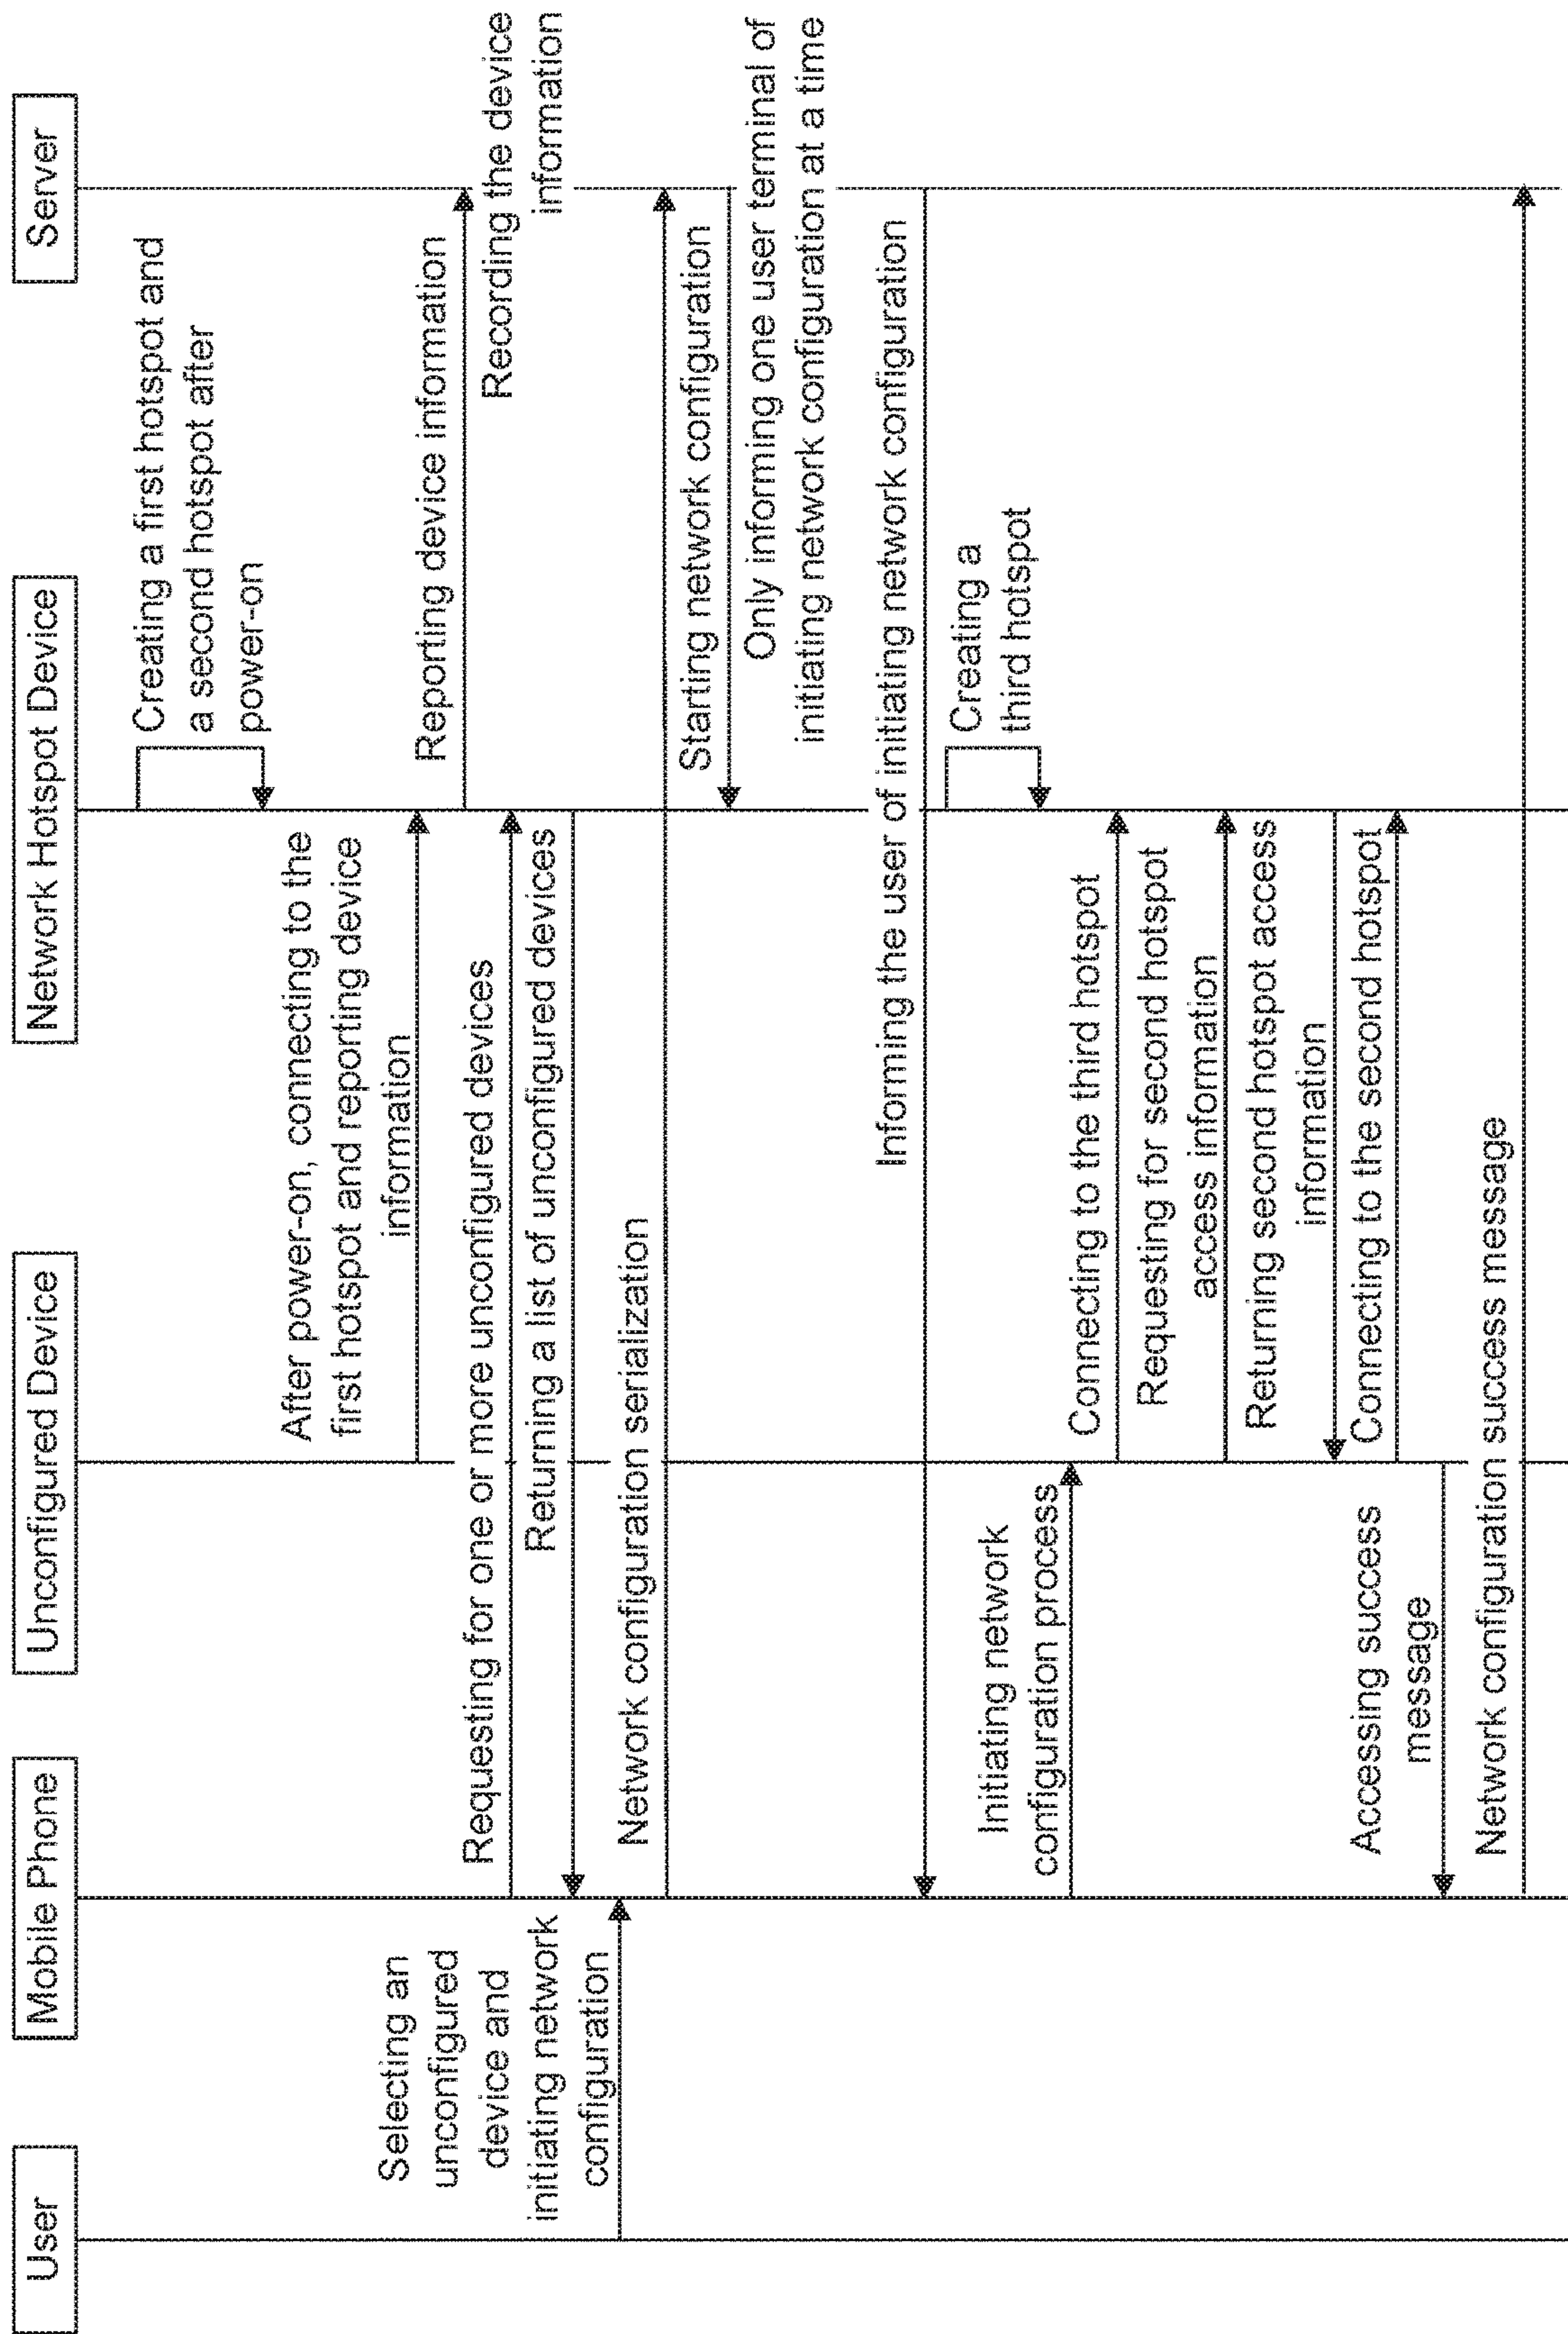 User
Mobile Phone
Unconfigured Device
Network Hotspot Device
Server
Creating a first hotspot and
a second hotspot after
power-on
After power-on, connecting to the
first hotspot and reporting device
information
Reporting device information
Recording the device
information
Requesting for one or more unconfigured devices
Returning a list of unconfigured devices
Selecting an
unconfigured
device and
initiating network
configuration
Network configuration serialization
Starting network configuration
Only informing one user terminal of
initiating network configuration at a time
Informing the user of initiating network configuration
Creating a
third hotspot
Initiating network
configuration process
Connecting to the third hotspot
Requesting for second hotspot
access information
Returning second hotspot access
information
Connecting to the second hotspot
Accessing success
message
Network configuration success message